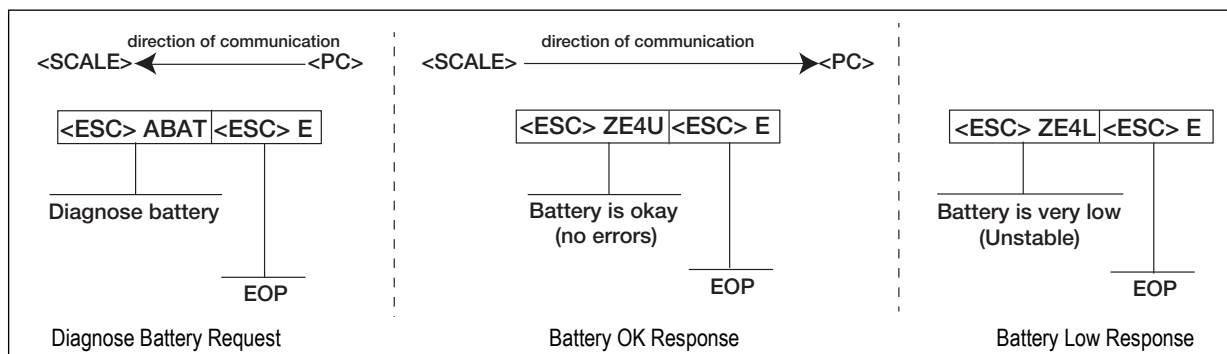 direction of communication
<SCALE> <PC>
<ESC> ABAT <ESC> E
Diagnose battery
EOP
Diagnose Battery Request
direction of communication
<SCALE> <PC>
<ESC> ZE4U <ESC> E
Battery is okay
(no errors)
EOP
Battery OK Response
<ESC> ZE4L <ESC> E
Battery is very low
(Unstable)
EOP
Battery Low Response